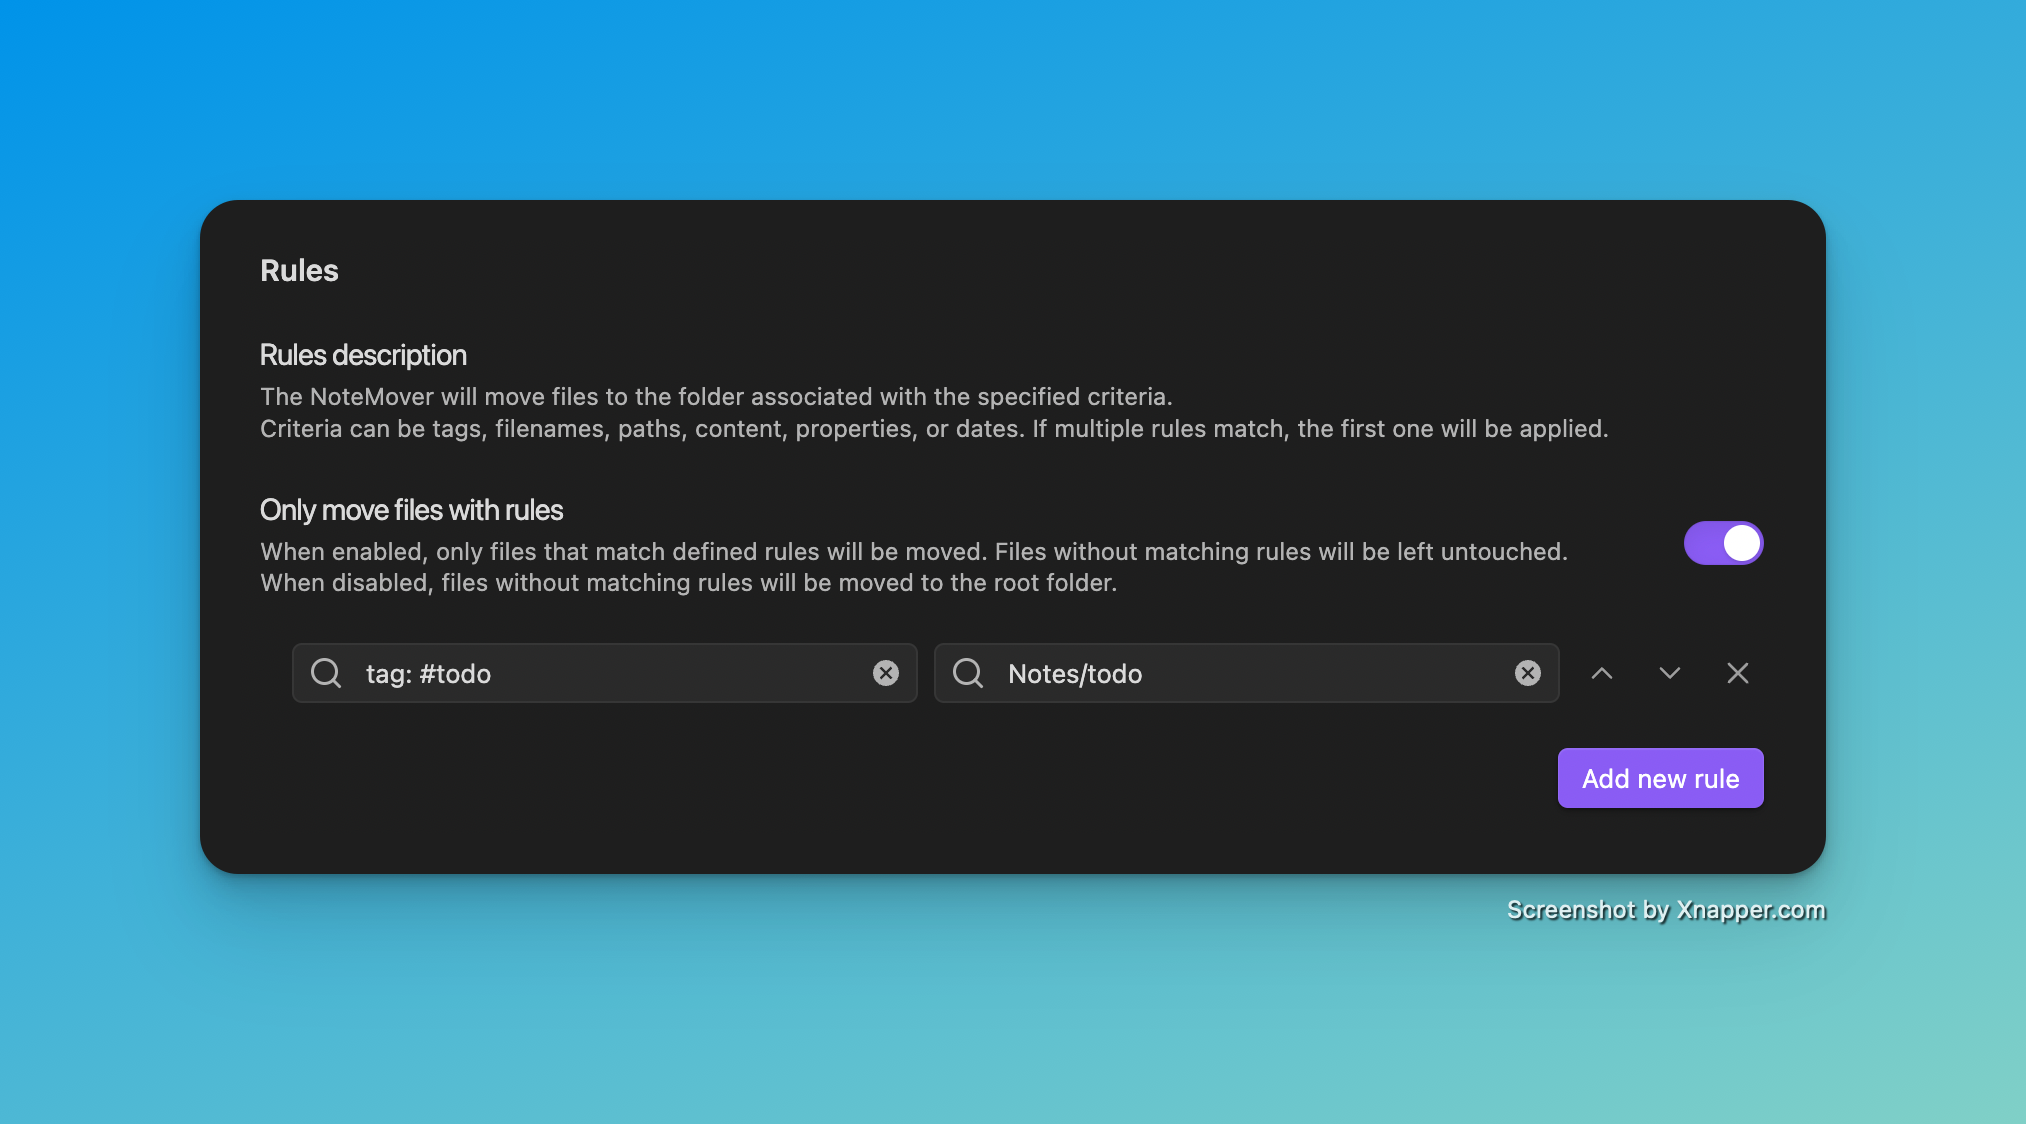 Rules
Rules description
The NoteMover will move files to the folder associated with the specified criteria.
Criteria can be tags, filenames, paths, content, properties, or dates. If multiple rules match, the first one will be applied.
Only move files with rules
When enabled, only files that match defined rules will be moved. Files without matching rules will be left untouched.
When disabled, files without matching rules will be moved to the root folder.
tag: #todo
Notes/todo
Add new rule
Screenshot by Xnapper.com